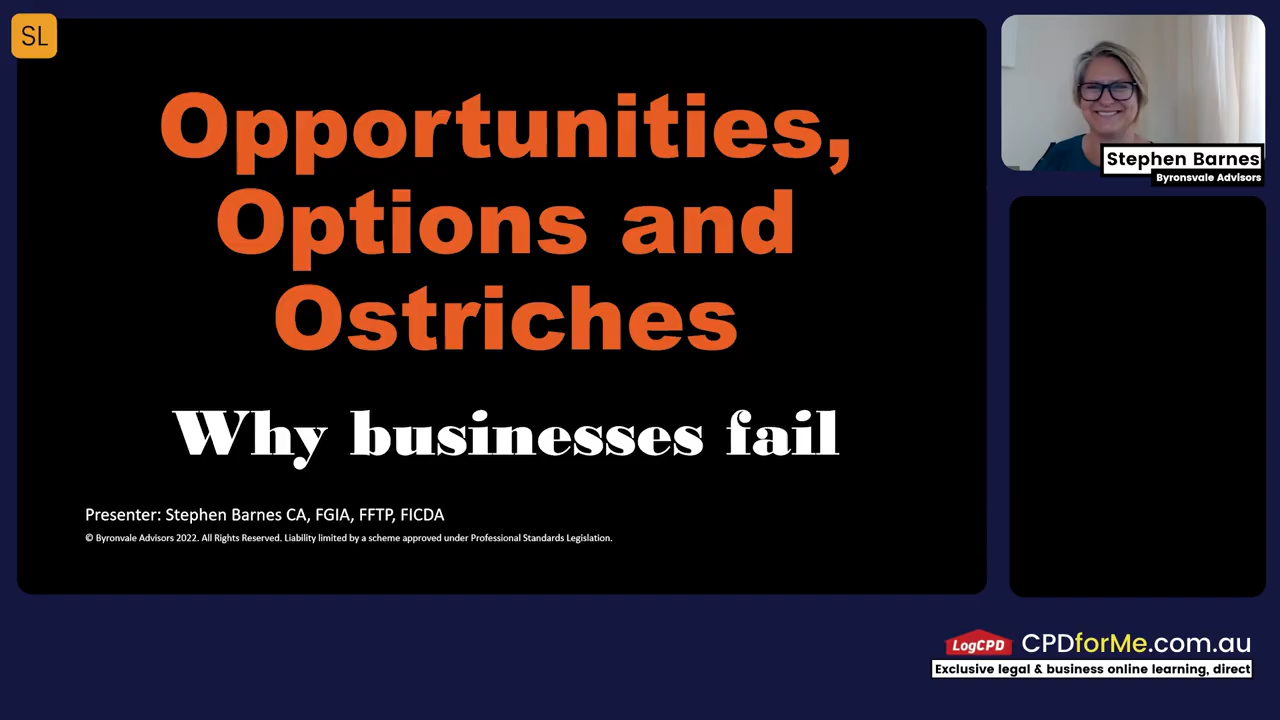 SL
Opportunities,
Options and
Ostriches
Why businesses fail
Presenter: Stephen Barnes CA, FGIA, FFTP, FICDA
© Byronvale Advisors 2022. All Rights Reserved. Liability limited by a scheme approved under Professional Standards Legislation.
Stephen Barnes
Byronsvale Advisors
LogCPD CPDforMe.com.au
Exclusive legal & business online learning, direct